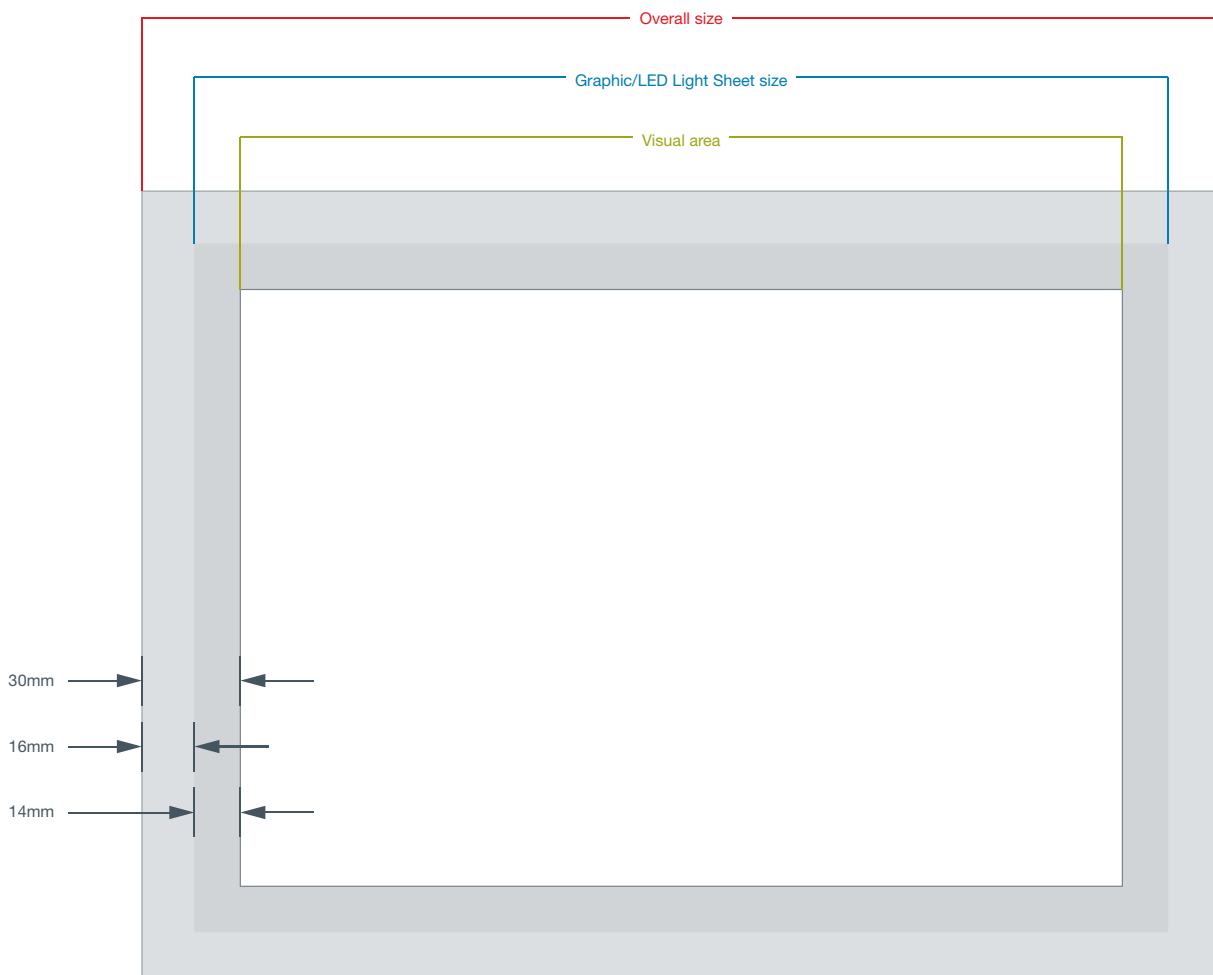 Overall size
Graphic/LED Light Sheet size
Visual area
30mm
16mm
14mm